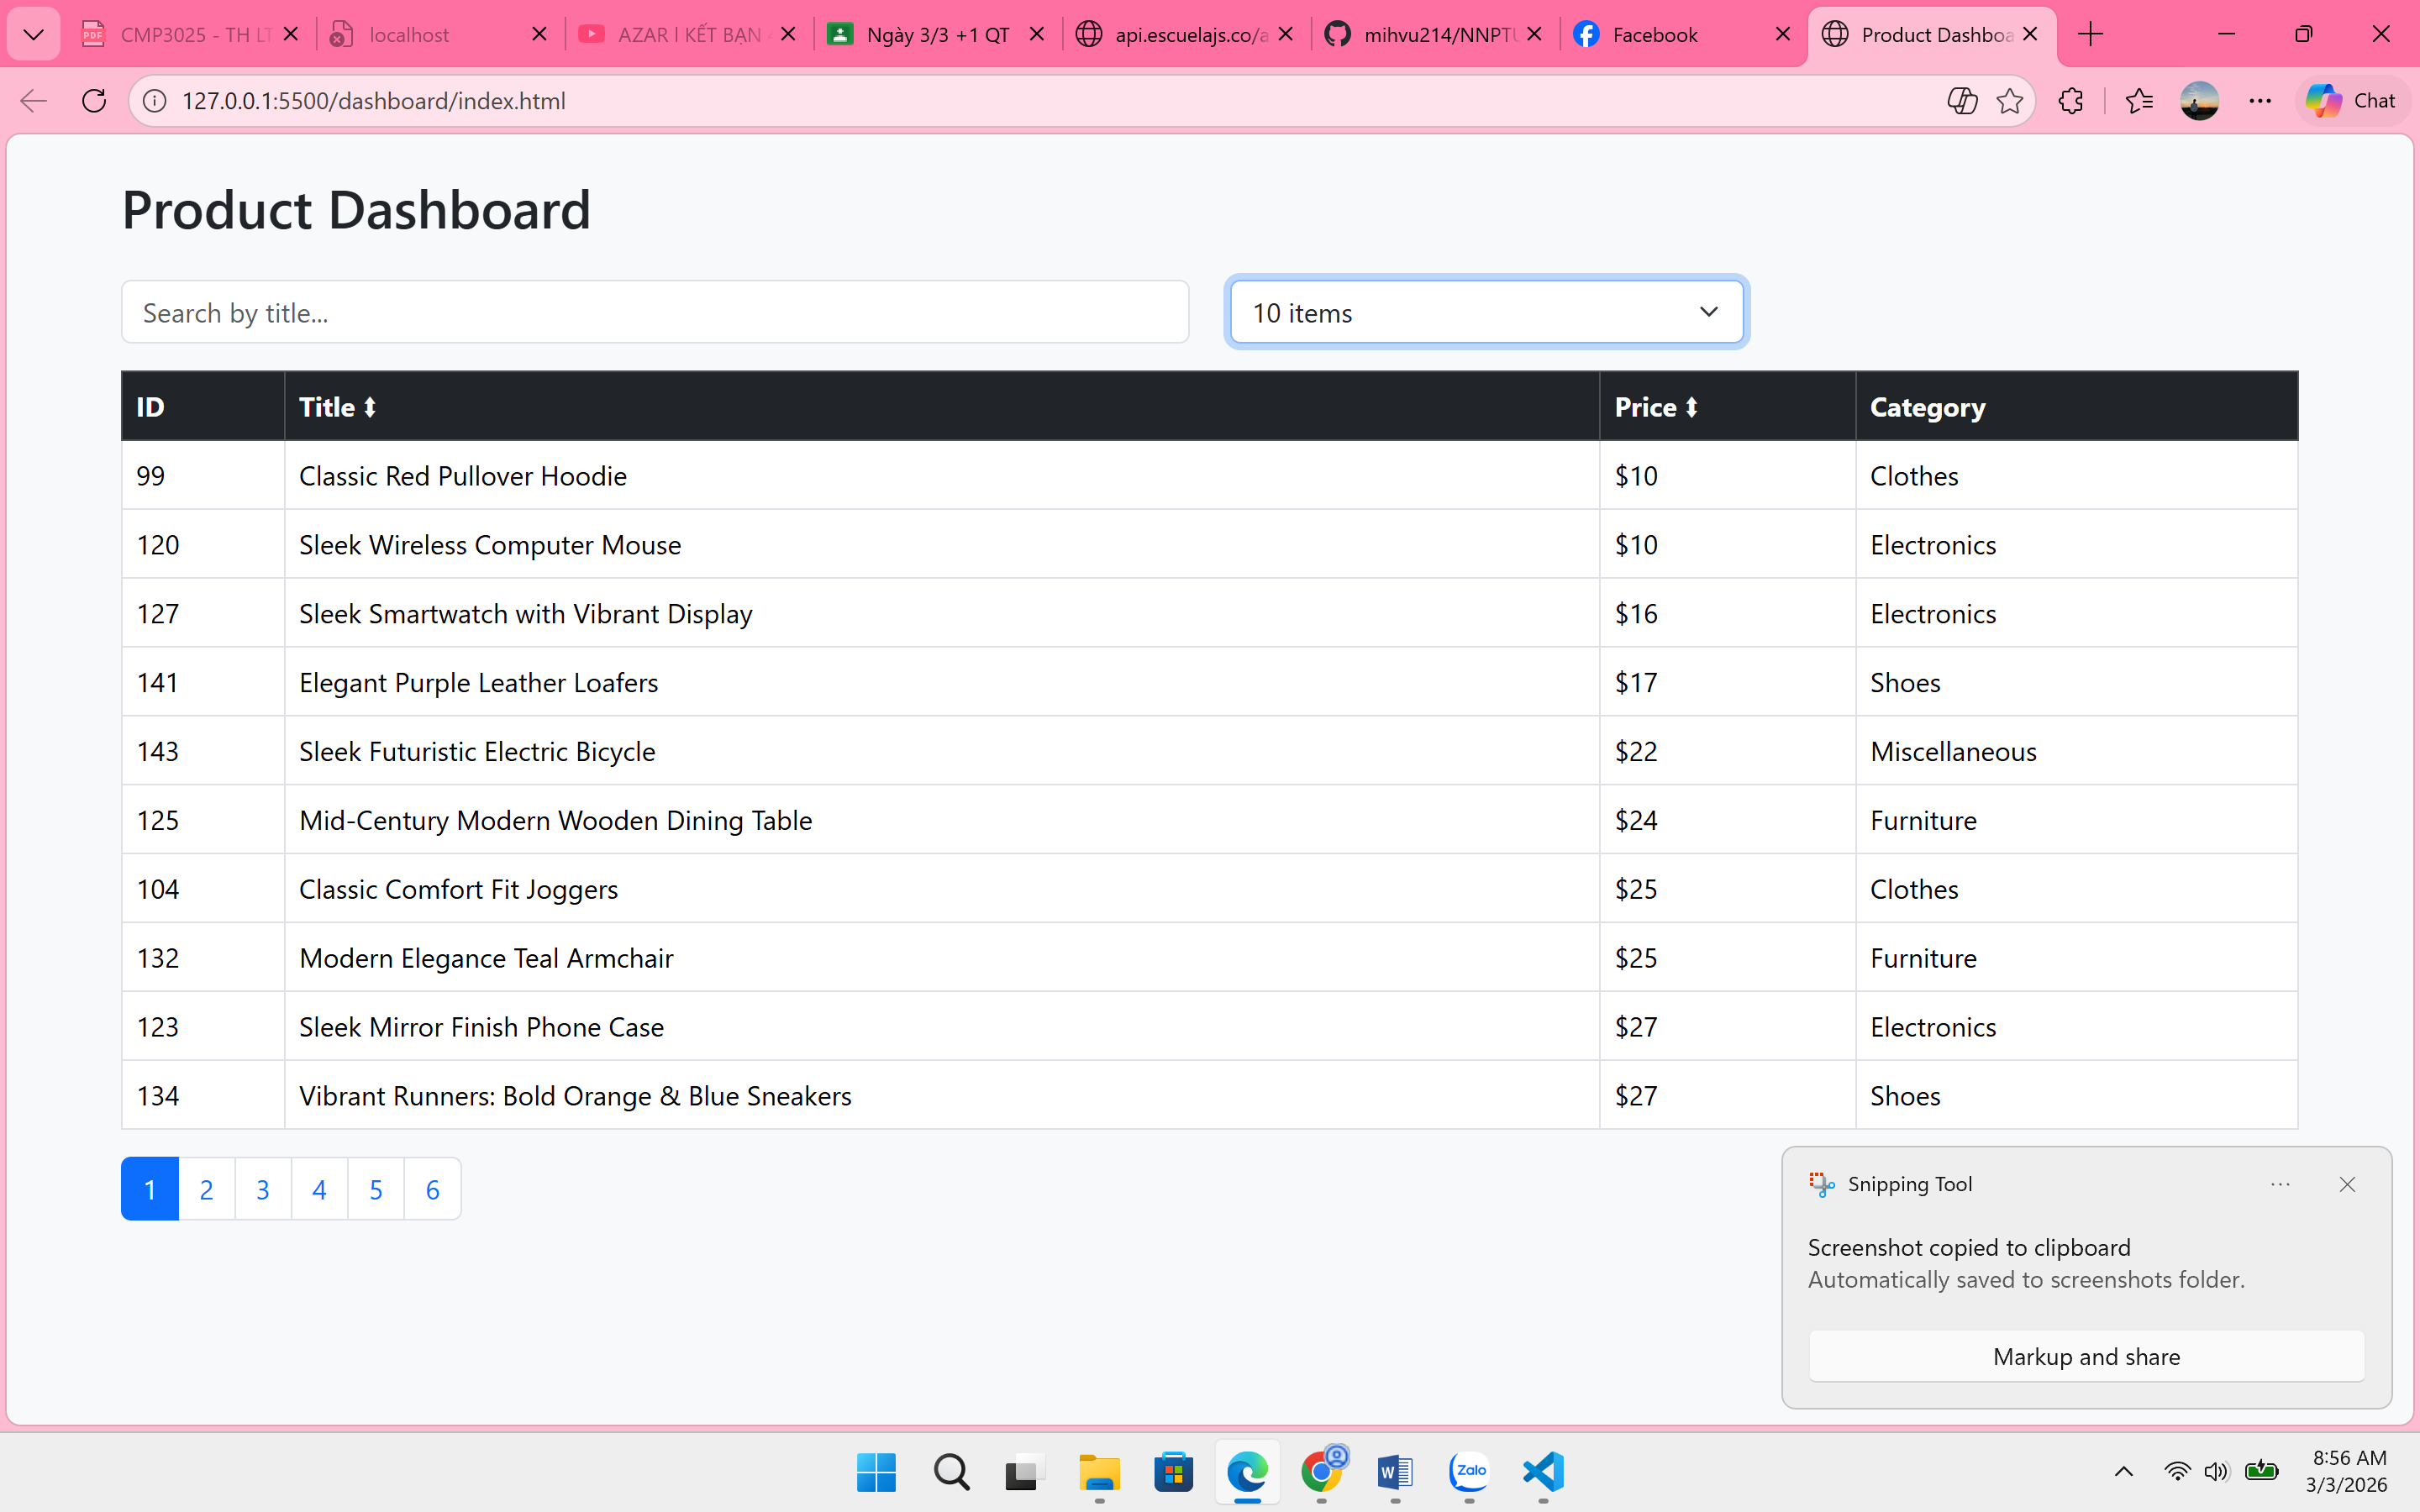 CMP3025 - TH LT
localhost
AZAR l KẾT BẠN
Ngày 3/3 +1 QT
api.escuelajs.co/a
mihvu214/NNPTU
Facebook
Product Dashboa
127.0.0.1:5500/dashboard/index.html
Chat
Product Dashboard
Search by title...
10 items
ID Title ⬍ Price ⬍ Category
99 Classic Red Pullover Hoodie $10 Clothes
120 Sleek Wireless Computer Mouse $10 Electronics
127 Sleek Smartwatch with Vibrant Display $16 Electronics
141 Elegant Purple Leather Loafers $17 Shoes
143 Sleek Futuristic Electric Bicycle $22 Miscellaneous
125 Mid-Century Modern Wooden Dining Table $24 Furniture
104 Classic Comfort Fit Joggers $25 Clothes
132 Modern Elegance Teal Armchair $25 Furniture
123 Sleek Mirror Finish Phone Case $27 Electronics
134 Vibrant Runners: Bold Orange & Blue Sneakers $27 Shoes
1 2 3 4 5 6
Snipping Tool
Screenshot copied to clipboard
Automatically saved to screenshots folder.
Markup and share
Zalo
8:56 AM
3/3/2026